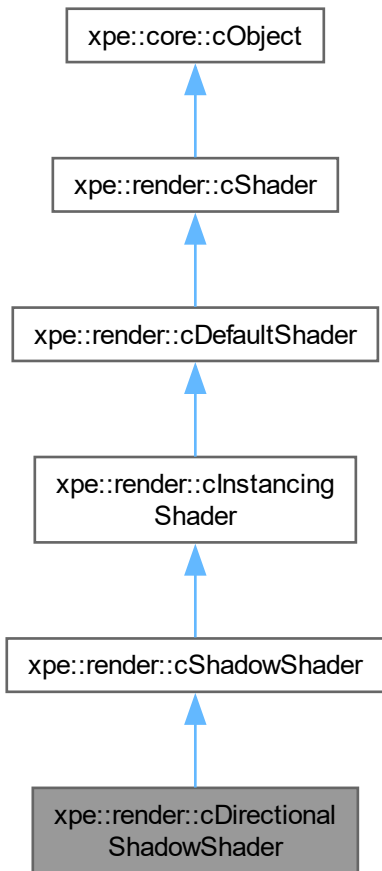 xpe::core::cObject
xpe::render::cShader
xpe::render::cDefaultShader
xpe::render::cInstancing
Shader
xpe::render::cShadowShader
xpe::render::cDirectional
ShadowShader